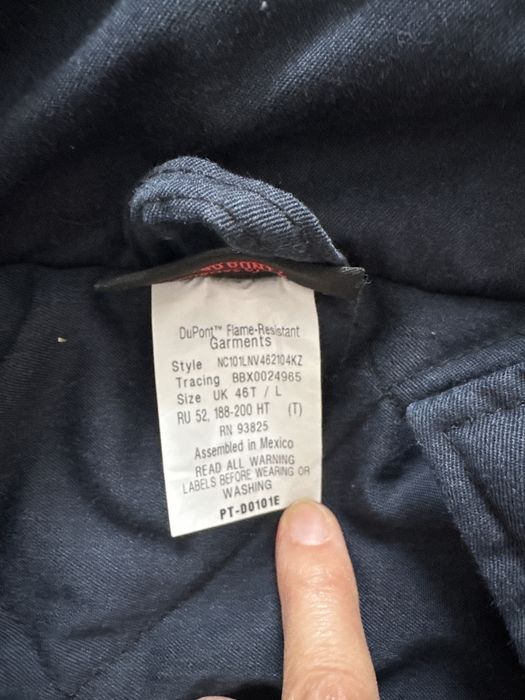 DuPont™ Flame-Resistant
Garments
Style NC101LNV462104KZ
Tracing BBX0024965
Size UK 46T / L
RU 52, 188-200 HT (T)
RN 93825
Assembled in Mexico
READ ALL WARNING
LABELS BEFORE WEARING OR
WASHING
PT-D0101E